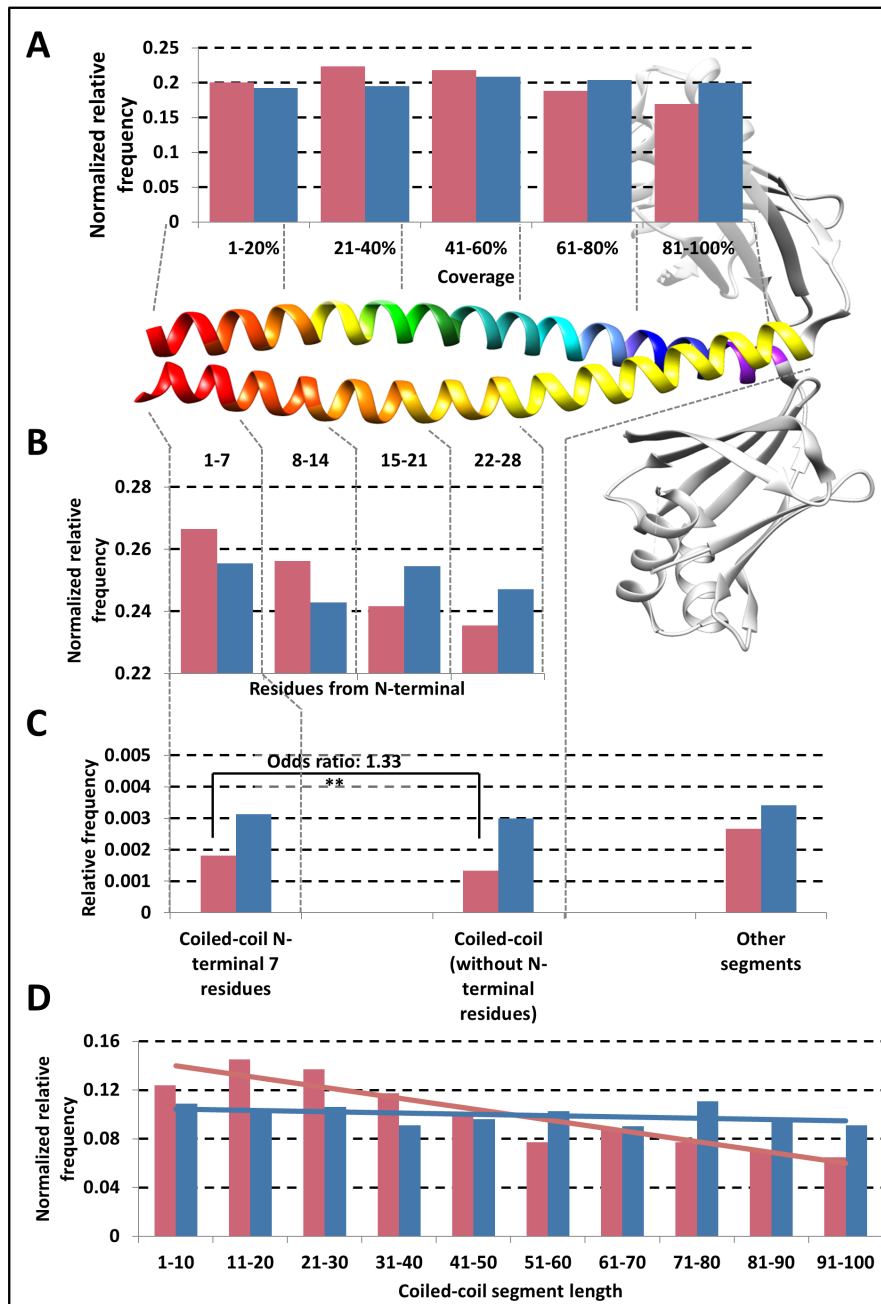 A
Normalized relative
frequency
0.25
0.2
0.15
0.1
0.05
0
1-20%
21-40%
41-60%
61-80%
81-100%
Coverage
B
1-7
8-14
15-21
22-28
Normalized relative
frequency
0.28
0.26
0.24
0.22
Residues from N-terminal
C
Relative frequency
0.005
0.004
0.003
0.002
0.001
0
Odds ratio: 1.33
**
Coiled-coil N-
terminal 7
residues
Coiled-coil
(without N-
terminal
residues)
Other
segments
D
Normalized relative
frequency
0.16
0.12
0.08
0.04
0
1-10
11-20
21-30
31-40
41-50
51-60
61-70
71-80
81-90
91-100
Coiled-coil segment length